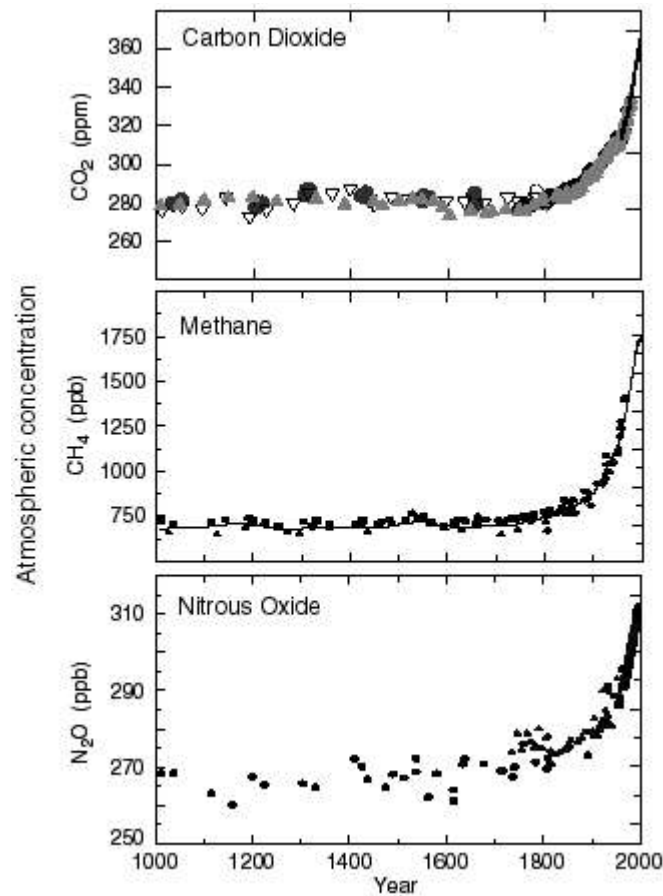 Atmospheric concentration
Carbon Dioxide
CO2 (ppm)
360
340
320
300
280
260
Methane
CH4 (ppb)
1750
1500
1250
1000
750
Nitrous Oxide
N2O (ppb)
310
290
270
250
1000 1200 1400 1600 1800 2000
Year